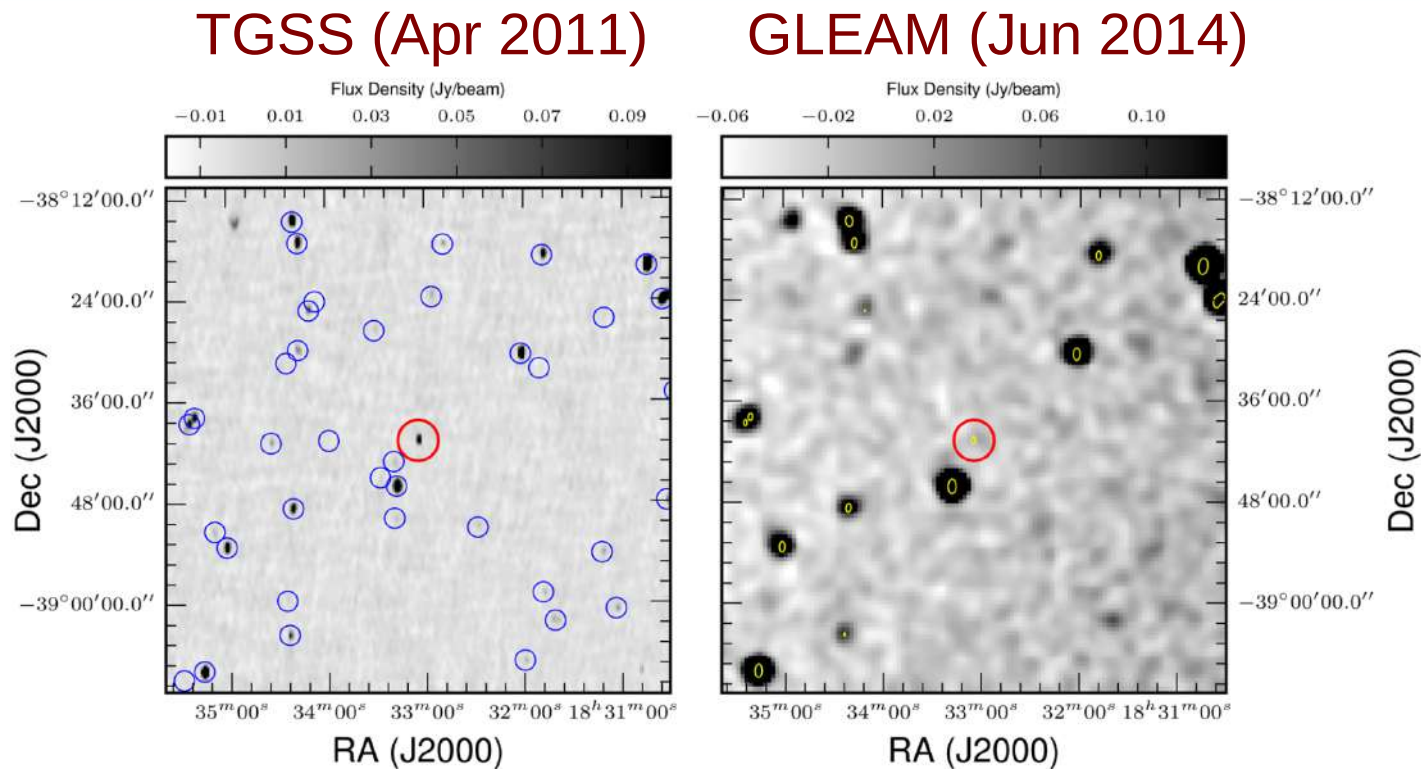 TGSS (Apr 2011)
Flux Density (Jy/beam)
−0.01 0.01 0.03 0.05 0.07 0.09
−38°12′00.0″
24′00.0″
36′00.0″
48′00.0″
−39°00′00.0″
Dec (J2000)
35ᵐ00ˢ 34ᵐ00ˢ 33ᵐ00ˢ 32ᵐ00ˢ 18ʰ31ᵐ00ˢ
RA (J2000)
GLEAM (Jun 2014)
Flux Density (Jy/beam)
−0.06 −0.02 0.02 0.06 0.10
−38°12′00.0″
24′00.0″
36′00.0″
48′00.0″
−39°00′00.0″
Dec (J2000)
35ᵐ00ˢ 34ᵐ00ˢ 33ᵐ00ˢ 32ᵐ00ˢ 18ʰ31ᵐ00ˢ
RA (J2000)